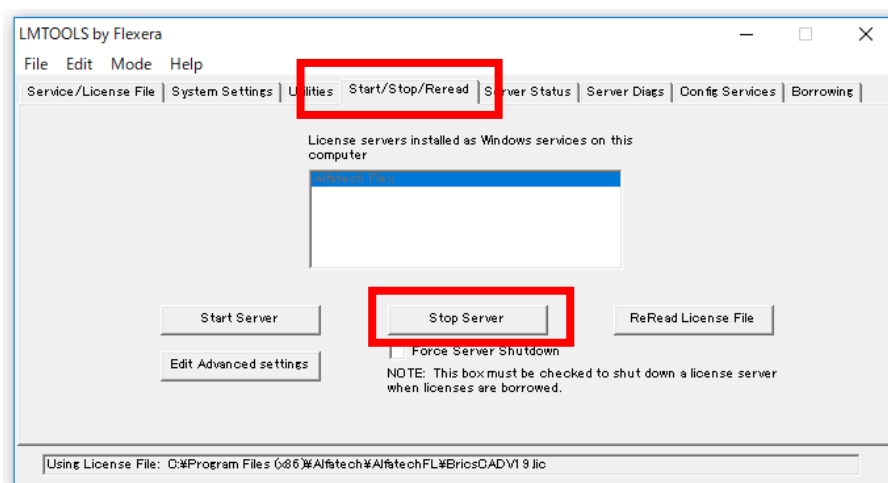 LMTOOLS by Flexera
File Edit Mode Help
Service/License File System Settings Utilities Start/Stop/Reread Server Status Server Diags Config Services Borrowing
License servers installed as Windows services on this
computer
Alfatech Flex
Start Server Stop Server ReRead License File
Force Server Shutdown
Edit Advanced settings
NOTE: This box must be checked to shut down a license server
when licenses are borrowed.
Using License File: C:¥Program Files (x86)¥Alfatech¥AlfatechFL¥BricsCADV19.lic